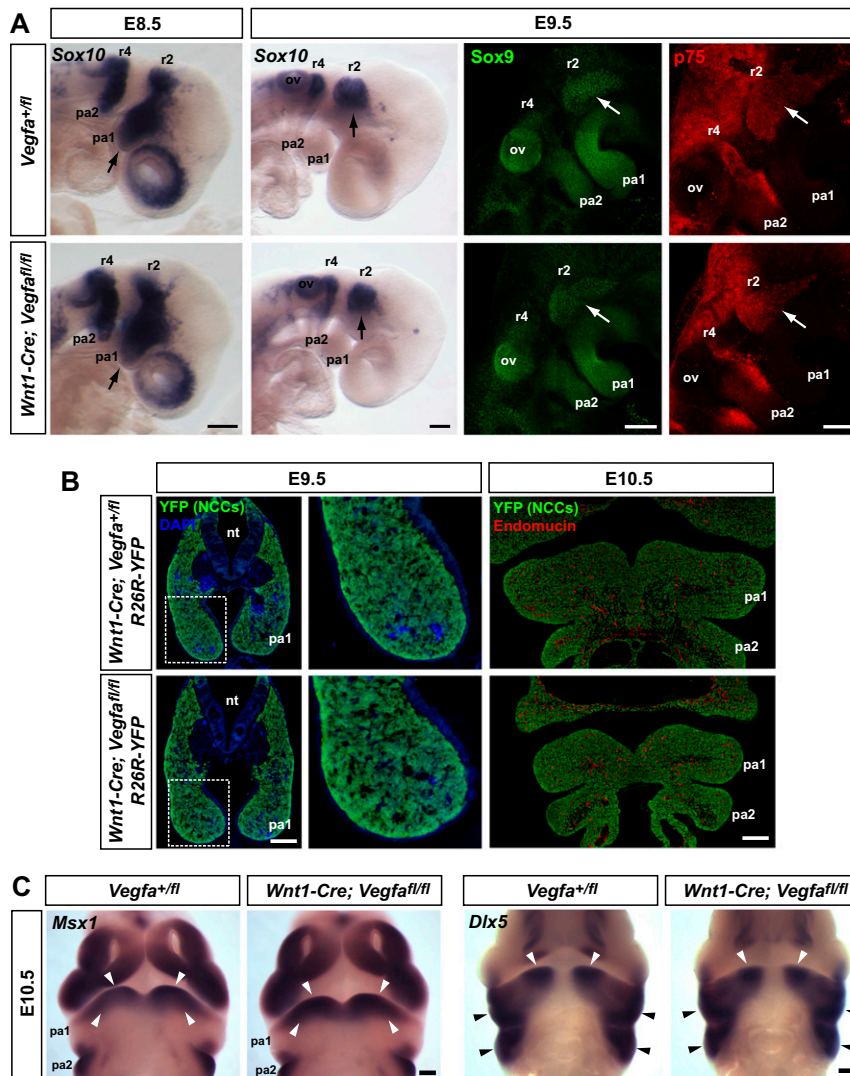 A
E8.5
E9.5
Vegfa+/fl
Wnt1-Cre; Vegfafl/fl
Sox10
r4
r2
pa2
pa1
Sox10
ov
r4
r2
pa2
pa1
Sox9
r2
r4
ov
pa1
pa2
p75
r2
r4
ov
pa1
pa2
r4
r2
pa2
pa1
r4
ov
r2
pa2
pa1
r2
r4
ov
pa2
pa1
r2
r4
ov
pa1
pa2
B
E9.5
E10.5
Wnt1-Cre; Vegfa+/fl
R26R-YFP
YFP (NCCs)
DAPI
nt
pa1
YFP (NCCs)
Endomucin
pa1
pa2
Wnt1-Cre; Vegfafl/fl
R26R-YFP
nt
pa1
pa1
pa2
C
Vegfa+/fl
Wnt1-Cre; Vegfafl/fl
Vegfa+/fl
Wnt1-Cre; Vegfafl/fl
E10.5
Msx1
pa1
pa2
pa1
pa2
Dlx5